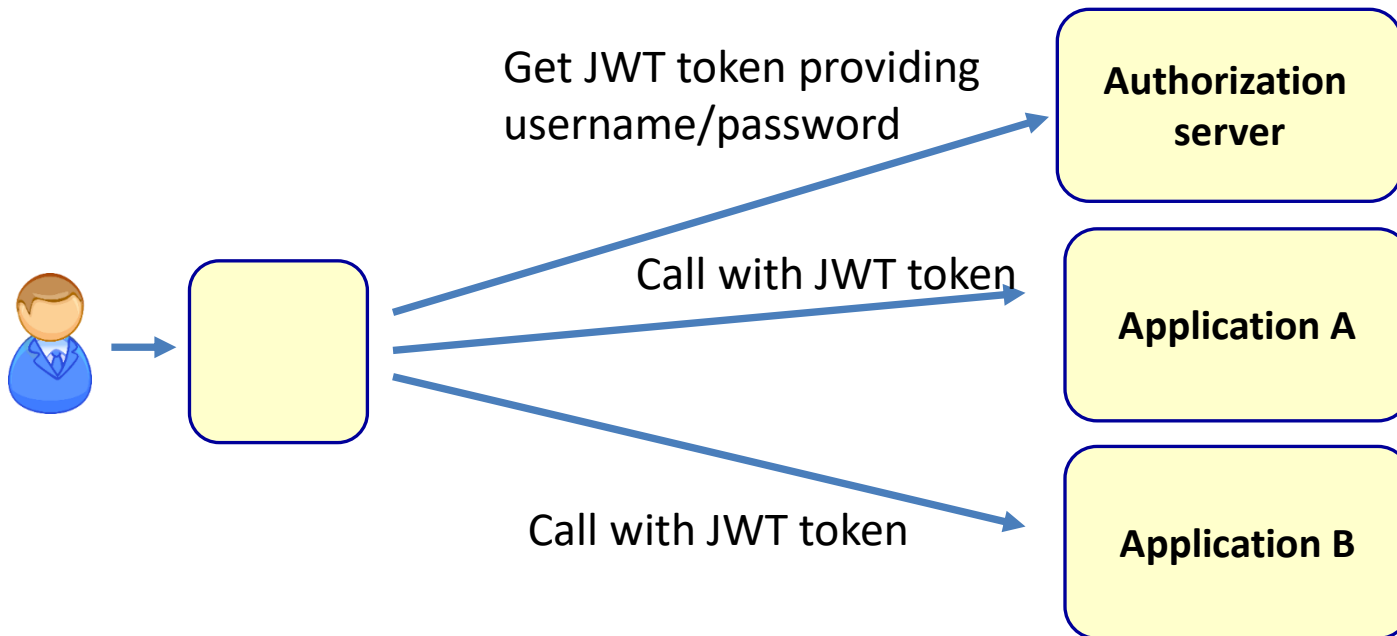 Get JWT token providing
username/password
Authorization
server
Call with JWT token
Application A
Call with JWT token
Application B